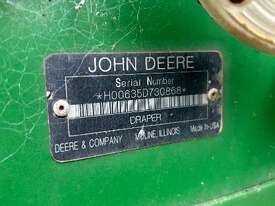 JOHN DEERE
Serial Number
*H00635D730868*
DRAPER
DEERE & COMPANY MOLINE, ILLINOIS MADE IN USA